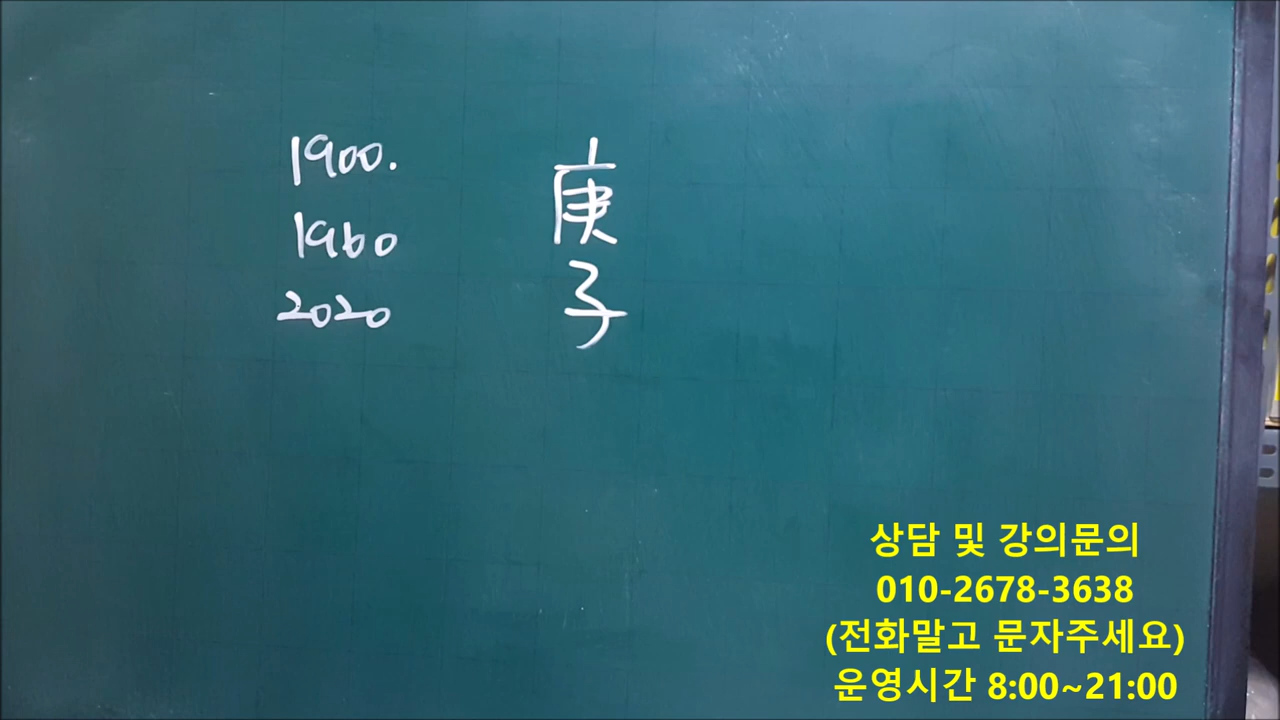 1900.
1960
2020
庚
子
상담 및 강의문의
010-2678-3638
(전화말고 문자주세요)
운영시간 8:00~21:00